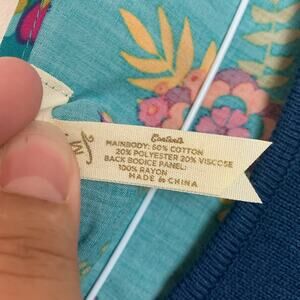 Contents
MAINBODY: 60% COTTON
20% POLYESTER 20% VISCOSE
BACK BODICE PANEL:
100% RAYON
MADE in CHINA